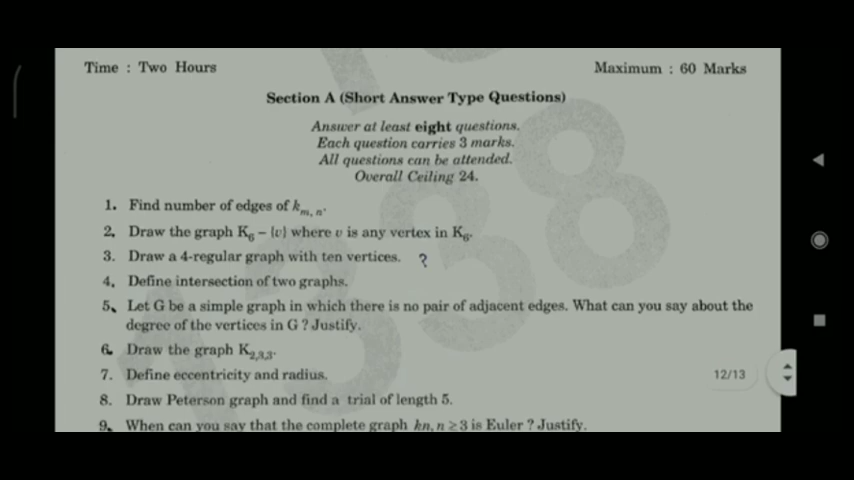 Time : Two Hours Maximum : 60 Marks
Section A (Short Answer Type Questions)
Answer at least eight questions.
Each question carries 3 marks.
All questions can be attended.
Overall Ceiling 24.
1. Find number of edges of k_{m, n}.
2. Draw the graph K_6 – {v} where v is any vertex in K_6.
3. Draw a 4-regular graph with ten vertices. ?
4. Define intersection of two graphs.
5. Let G be a simple graph in which there is no pair of adjacent edges. What can you say about the
degree of the vertices in G ? Justify.
6. Draw the graph K_{2,3,3}.
7. Define eccentricity and radius.
12/13
8. Draw Peterson graph and find a trial of length 5.
9. When can you say that the complete graph kn, n ≥ 3 is Euler ? Justify.